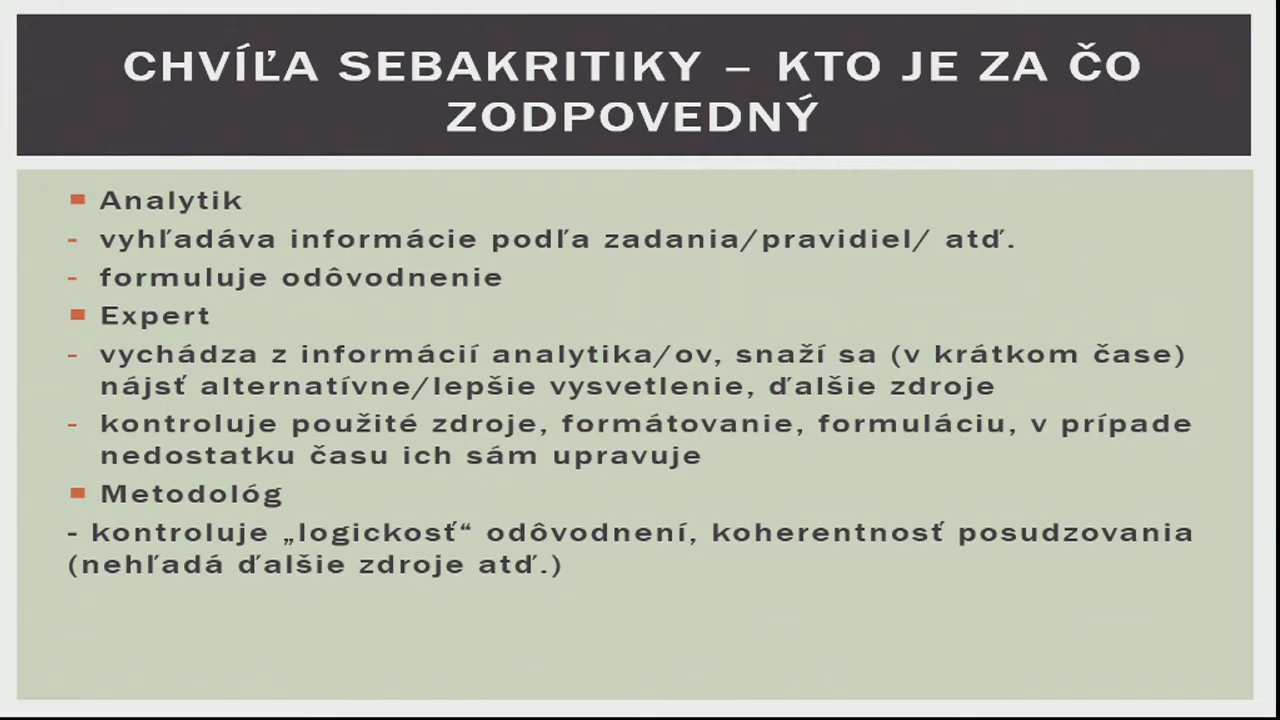 CHVÍĽA SEBAKRITIKY – KTO JE ZA ČO
ZODPOVEDNÝ
▪ Analytik
- vyhľadáva informácie podľa zadania/pravidiel/ atď.
- formuluje odôvodnenie
▪ Expert
- vychádza z informácií analytika/ov, snaží sa (v krátkom čase)
nájsť alternatívne/lepšie vysvetlenie, ďalšie zdroje
- kontroluje použité zdroje, formátovanie, formuláciu, v prípade
nedostatku času ich sám upravuje
▪ Metodológ
- kontroluje „logickosť“ odôvodnení, koherentnosť posudzovania
(nehľadá ďalšie zdroje atď.)